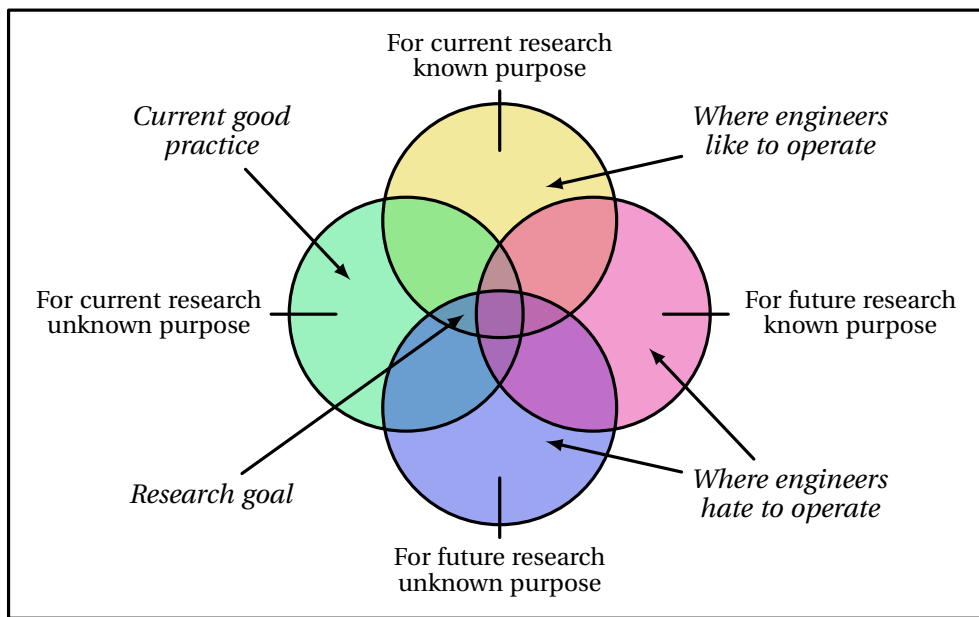 For current research
known purpose
Current good
practice
Where engineers
like to operate
For current research
unknown purpose
For future research
known purpose
Research goal
Where engineers
hate to operate
For future research
unknown purpose